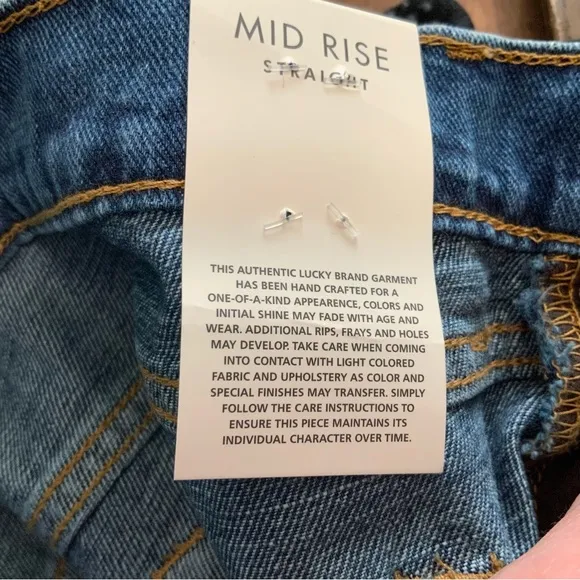 MID RISE
STRAIGHT
THIS AUTHENTIC LUCKY BRAND GARMENT
HAS BEEN HAND CRAFTED FOR A
ONE-OF-A-KIND APPEARENCE, COLORS AND
INITIAL SHINE MAY FADE WITH AGE AND
WEAR. ADDITIONAL RIPS, FRAYS AND HOLES
MAY DEVELOP. TAKE CARE WHEN COMING
INTO CONTACT WITH LIGHT COLORED
FABRIC AND UPHOLSTERY AS COLOR AND
SPECIAL FINISHES MAY TRANSFER. SIMPLY
FOLLOW THE CARE INSTRUCTIONS TO
ENSURE THIS PIECE MAINTAINS ITS
INDIVIDUAL CHARACTER OVER TIME.